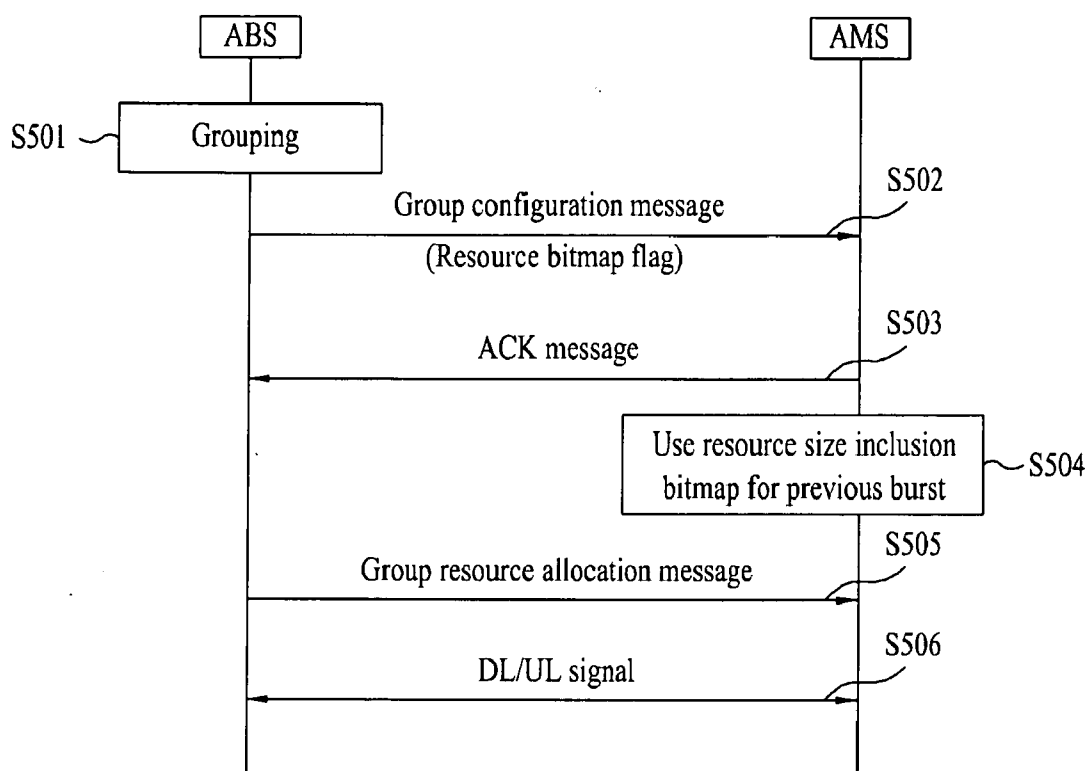 ABS
AMS
S501
Grouping
S502
Group configuration message
(Resource bitmap flag)
S503
ACK message
Use resource size inclusion
bitmap for previous burst
S504
S505
Group resource allocation message
S506
DL/UL signal